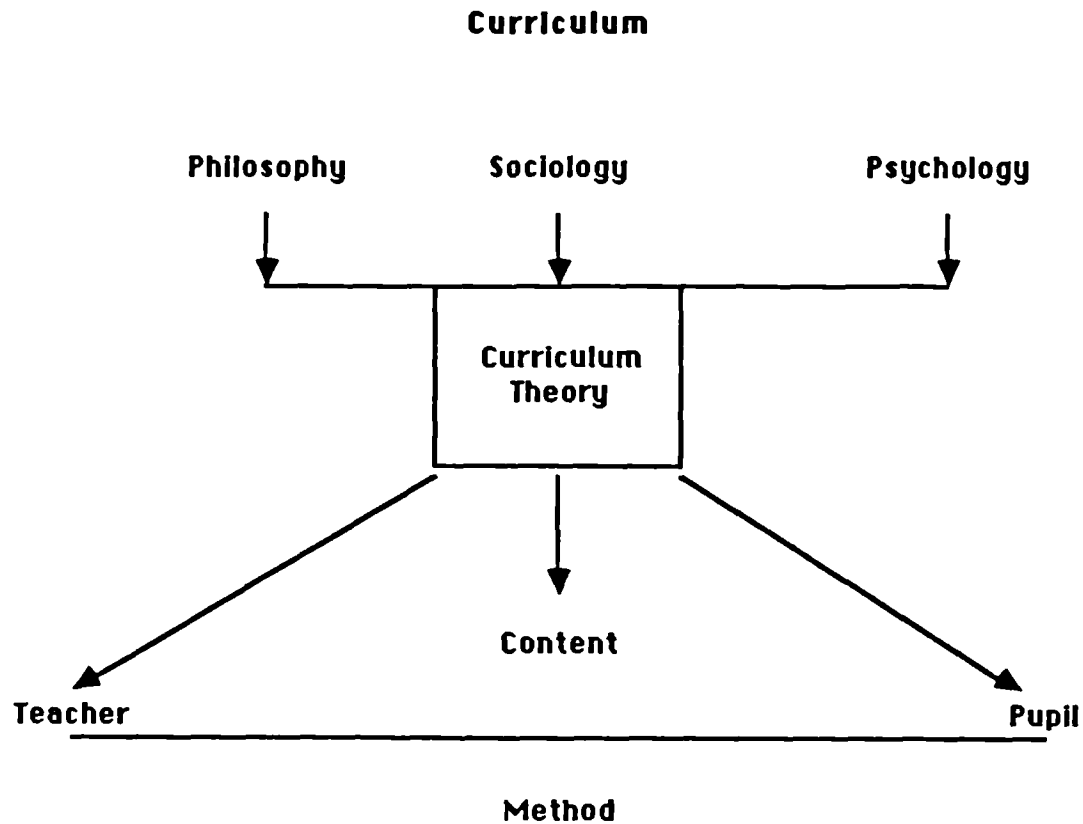 Curriculum
Philosophy Sociology Psychology
Curriculum
Theory
Content
Teacher Pupil
Method